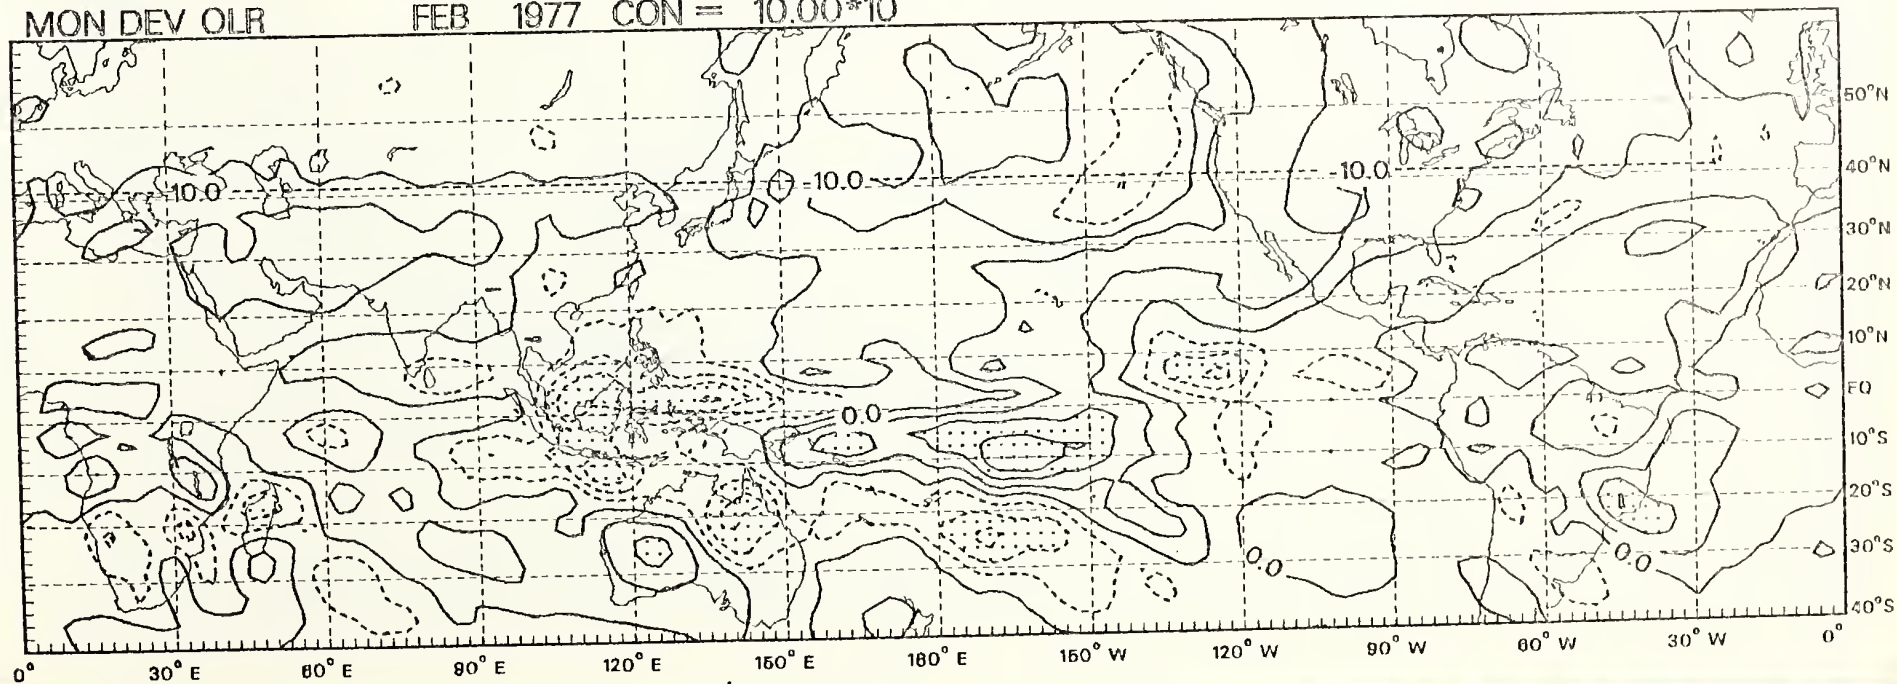 MON DEV OLR FEB 1977 CON = 10.00*10
50°N
10.0 10.0 10.0 40°N
30°N
20°N
10°N
0.0 EQ
10°S
20°S
0.0 0.0 30°S
40°S
0° 30° E 60° E 90° E 120° E 150° E 180° E 150° W 120° W 90° W 60° W 30° W 0°